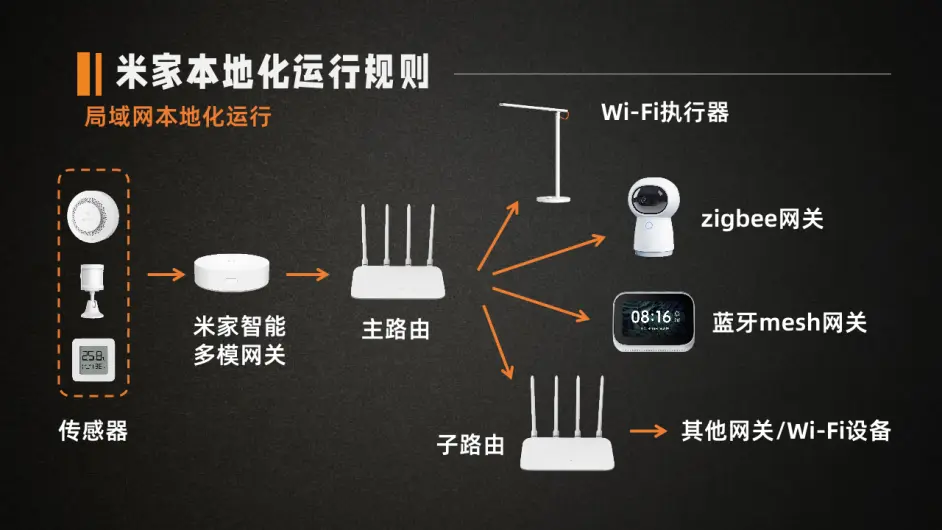 米家本地化运行规则
局域网本地化运行
Wi-Fi执行器
zigbee网关
米家智能
多模网关
主路由
08:16
蓝牙mesh网关
25.8
传感器
子路由
其他网关/Wi-Fi设备